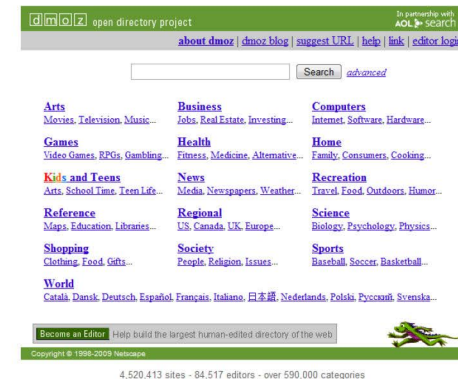 dmoz open directory project
In partnership with
AOL Search
about dmoz | dmoz blog | suggest URL | help | link | editor logi
Search advanced
Arts
Movies, Television, Music...
Business
Jobs, Real Estate, Investing...
Computers
Internet, Software, Hardware...
Games
Video Games, RPGs, Gambling...
Health
Fitness, Medicine, Alternative...
Home
Family, Consumers, Cooking...
Kids and Teens
Arts, School Time, Teen Life...
News
Media, Newspapers, Weather...
Recreation
Travel, Food, Outdoors, Humor...
Reference
Maps, Education, Libraries...
Regional
US, Canada, UK, Europe...
Science
Biology, Psychology, Physics...
Shopping
Clothing, Food, Gifts...
Society
People, Religion, Issues...
Sports
Baseball, Soccer, Basketball...
World
Català, Dansk, Deutsch, Español, Français, Italiano, 日本語, Nederlands, Polski, Русский, Svenska...
Become an Editor Help build the largest human-edited directory of the web
Copyright © 1998-2009 Netscape
4,520,413 sites - 84,517 editors - over 590,000 categories